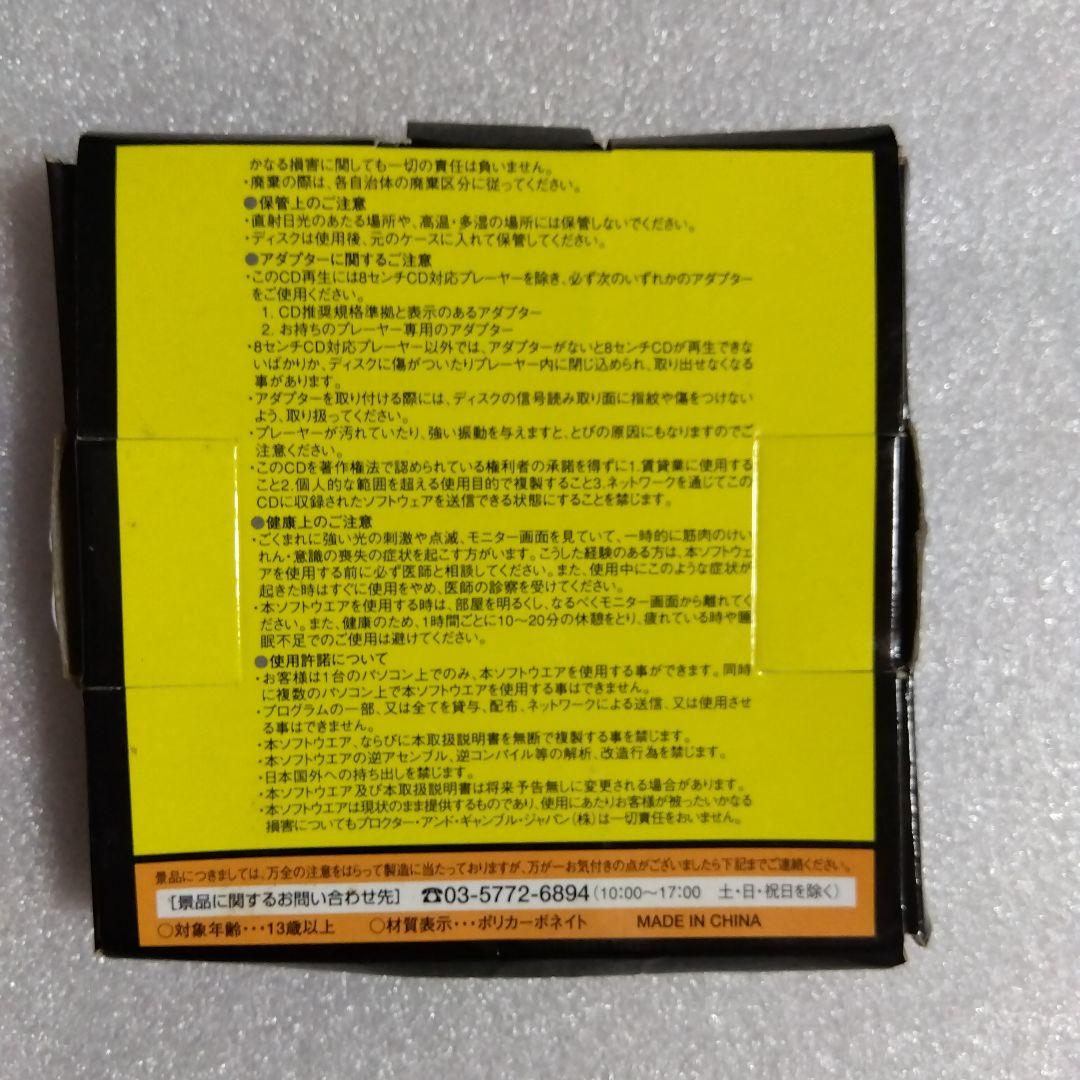 かなる損害に関しても一切の責任は負いません。
・廃棄の際は、各自治体の廃棄区分に従ってください。
●保管上のご注意
・直射日光のあたる場所や、高温・多湿の場所には保管しないでください。
・ディスクは使用後、元のケースに入れて保管してください。
●アダプターに関するご注意
・このCD再生には8センチCD対応プレーヤーを除き、必ず次のいずれかのアダプター
をご使用ください。
1. CD推奨規格準拠と表示のあるアダプター
2. お持ちのプレーヤー専用のアダプター
・8センチCD対応プレーヤー以外では、アダプターがないと8センチCDが再生できな
いばかりか、ディスクに傷がついたりプレーヤー内に閉じ込められ、取り出せなくなる
事があります。
・アダプターを取り付ける際には、ディスクの信号読み取り面に指紋や傷をつけない
よう、取り扱ってください。
・プレーヤーが汚れていたり、強い振動を与えますと、とびの原因にもなりますのでご
注意ください。
・このCDを著作権法で認められている権利者の承諾を得ずに1.賃貸業に使用する
こと2.個人的な範囲を超える使用目的で複製すること3.ネットワークを通じてこの
CDに収録されたソフトウェアを送信できる状態にすることを禁じます。
●健康上のご注意
・ごくまれに強い光の刺激や点滅、モニター画面を見ていて、一時的に筋肉のけい
れん・意識の喪失の症状を起こす方がいます。こうした経験のある方は、本ソフトウェ
アを使用する前に必ず医師と相談してください。また、使用中にこのような症状が
起きた時はすぐに使用をやめ、医師の診察を受けてください。
・本ソフトウエアを使用する時は、部屋を明るくし、なるべくモニター画面から離れてく
ださい。また、健康のため、1時間ごとに10〜20分の休憩をとり、疲れている時や睡
眠不足でのご使用は避けてください。
●使用許諾について
・お客様は1台のパソコン上でのみ、本ソフトウエアを使用する事ができます。同時
に複数のパソコン上で本ソフトウエアを使用する事はできません。
・プログラムの一部、又は全てを貸与、配布、ネットワークによる送信、又は使用させ
る事はできません。
・本ソフトウエア、ならびに本取扱説明書を無断で複製する事を禁じます。
・本ソフトウエアの逆アセンブル、逆コンパイル等の解析、改造行為を禁じます。
・日本国外への持ち出しを禁じます。
・本ソフトウエア及び本取扱説明書は将来予告無しに変更される場合があります。
・本ソフトウエアは現状のまま提供するものであり、使用にあたりお客様が被ったいかなる
損害についてもプロクター・アンド・ギャンブル・ジャパン(株)は一切責任をおいません。
景品につきましては、万全の注意をはらって製造に当たっておりますが、万が一お気付きの点がございましたら下記までご連絡ください。
[景品に関するお問い合わせ先] ☎03-5772-6894(10:00〜17:00 土・日・祝日を除く)
○対象年齢・・・13歳以上 ○材質表示・・・ポリカーボネイト MADE IN CHINA